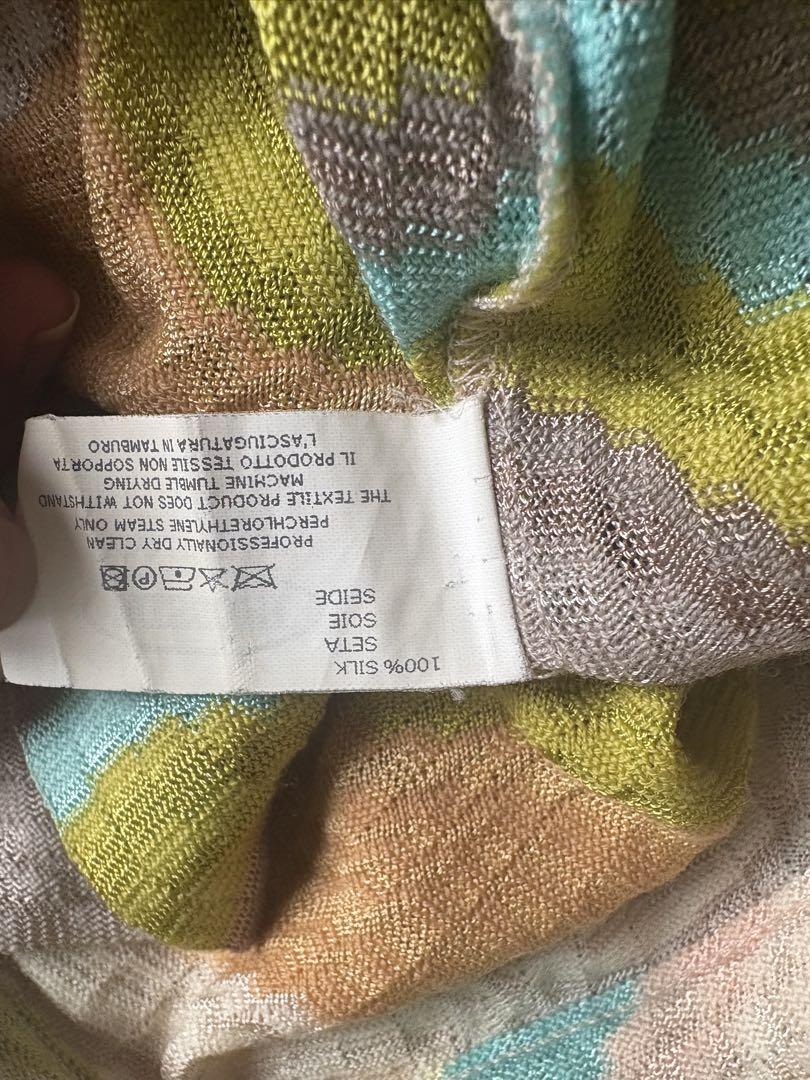 100% SILK
SETA
SOIE
SEIDE
PROFESSIONALLY DRY CLEAN
PERCHLORETHYLENE STEAM ONLY
THE TEXTILE PRODUCT DOES NOT WITHSTAND
MACHINE TUMBLE DRYING
IL PRODOTTO TESSILE NON SOPPORTA
L'ASCIUGATURA IN TAMBURO